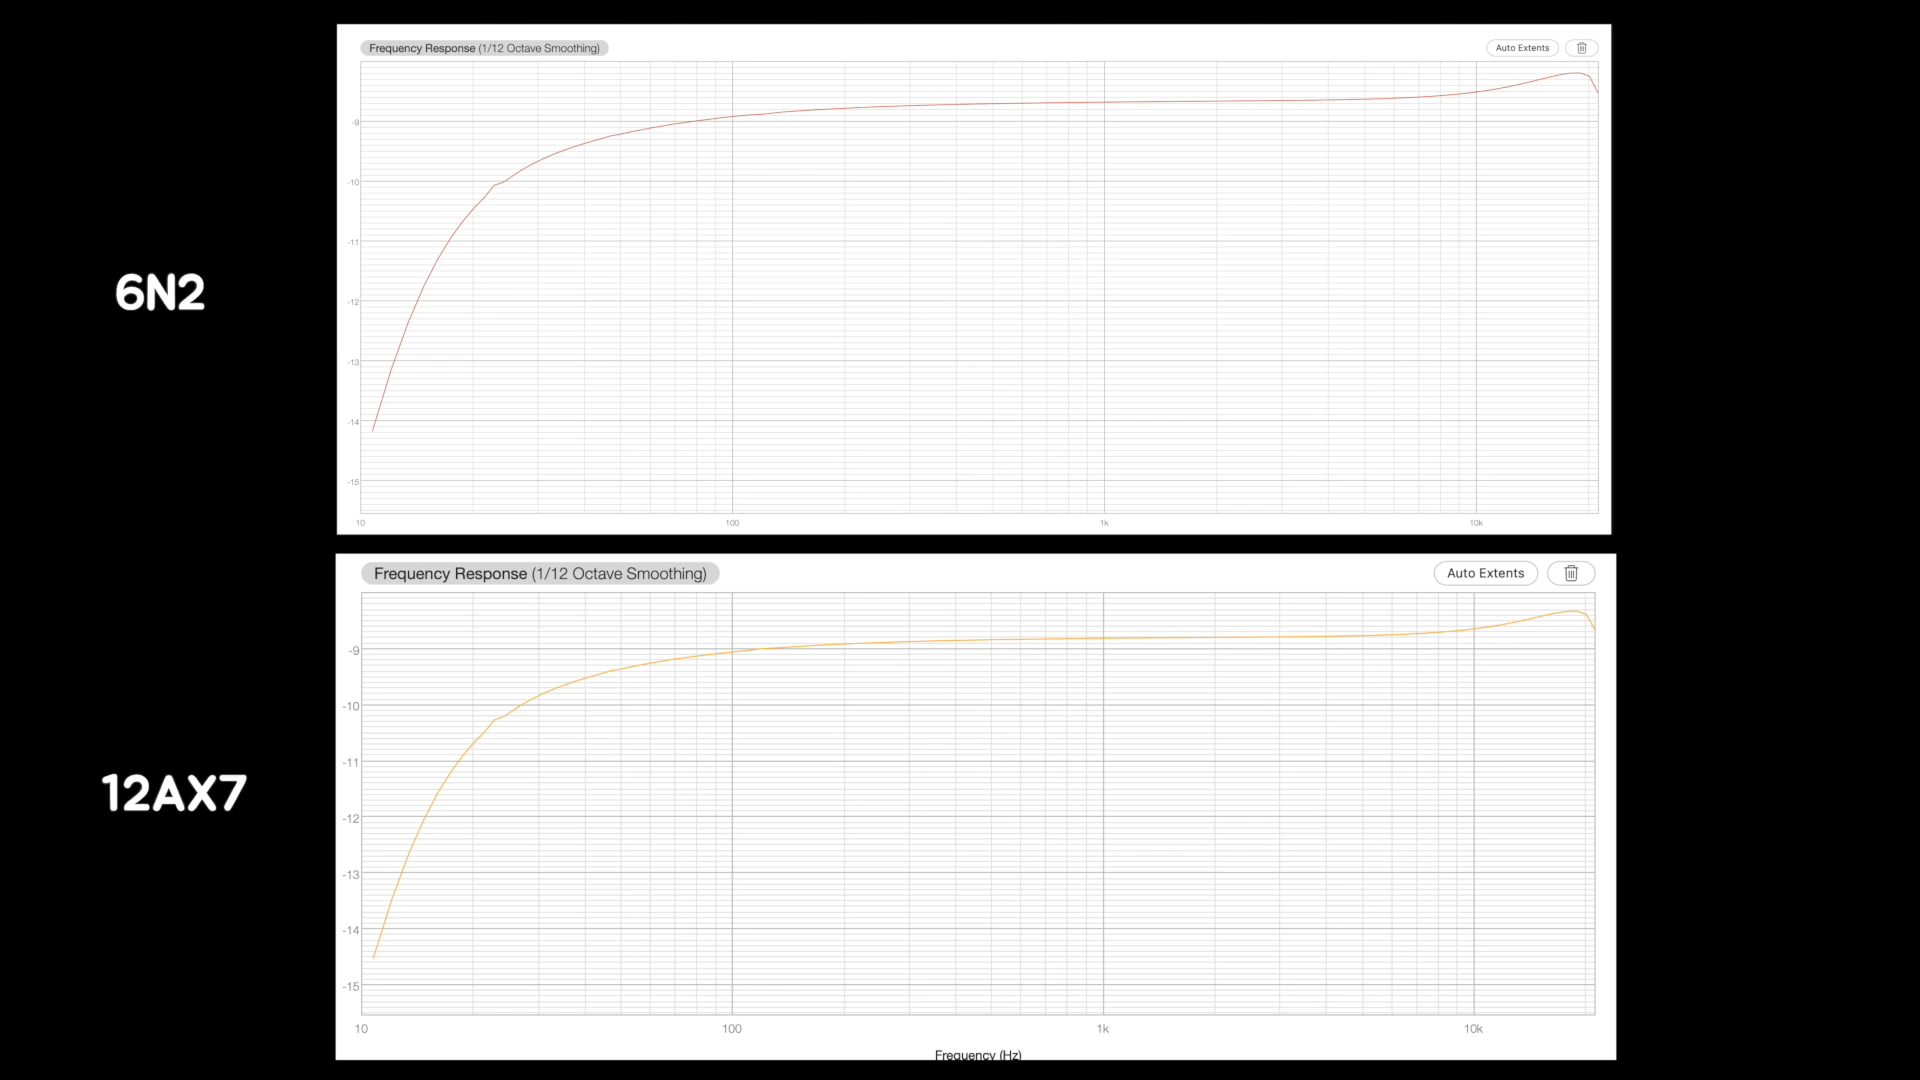 Frequency Response (1/12 Octave Smoothing) Auto Extents
-9
-10
-11
-12
-13
-14
-15
10 100 1k 10k
6N2
Frequency Response (1/12 Octave Smoothing) Auto Extents
-9
-10
-11
-12
-13
-14
-15
10 100 1k 10k
Frequency (Hz)
12AX7